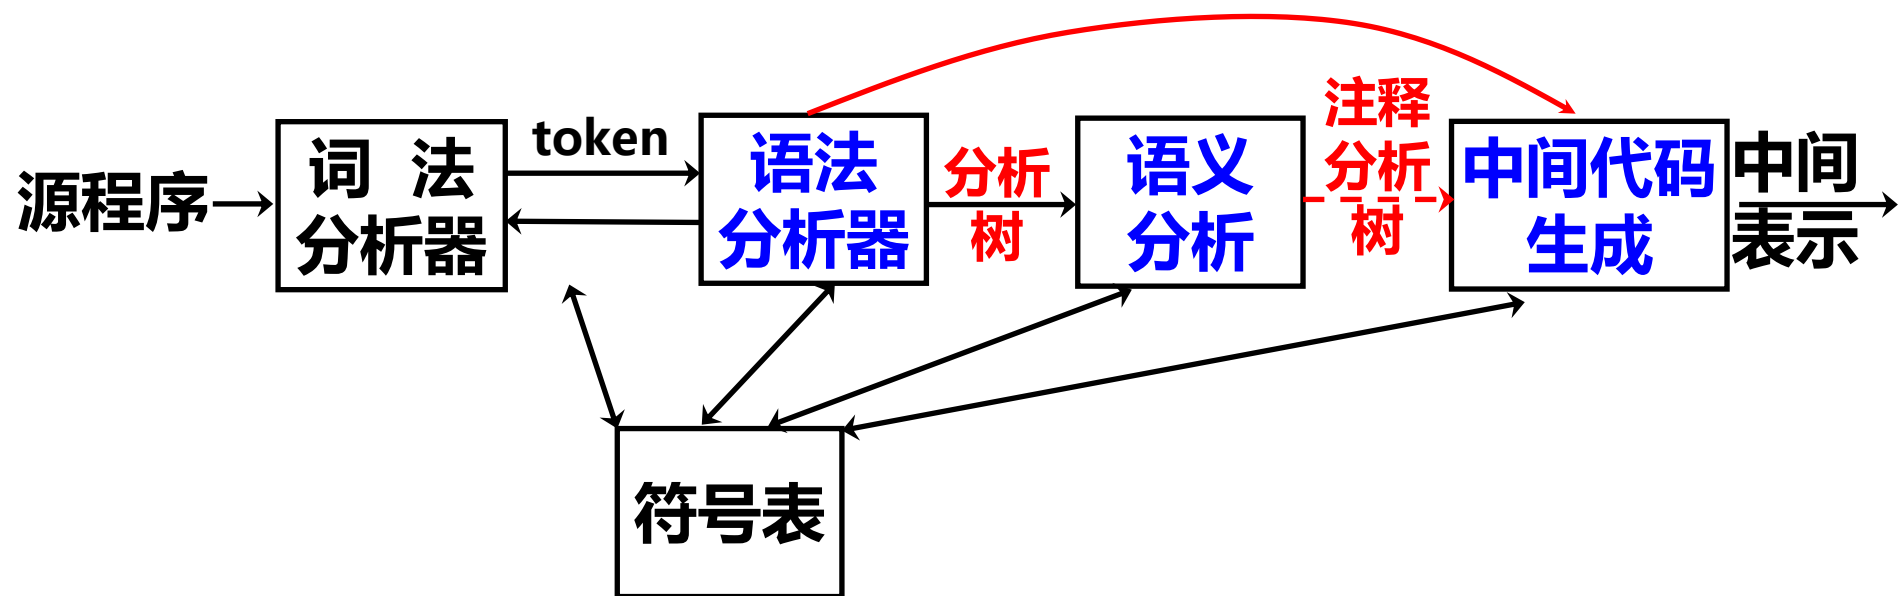 源程序
词 法
分析器
token
语法
分析器
分析
树
语义
分析
注释
分析
树
中间代码
生成
中间
表示
符号表